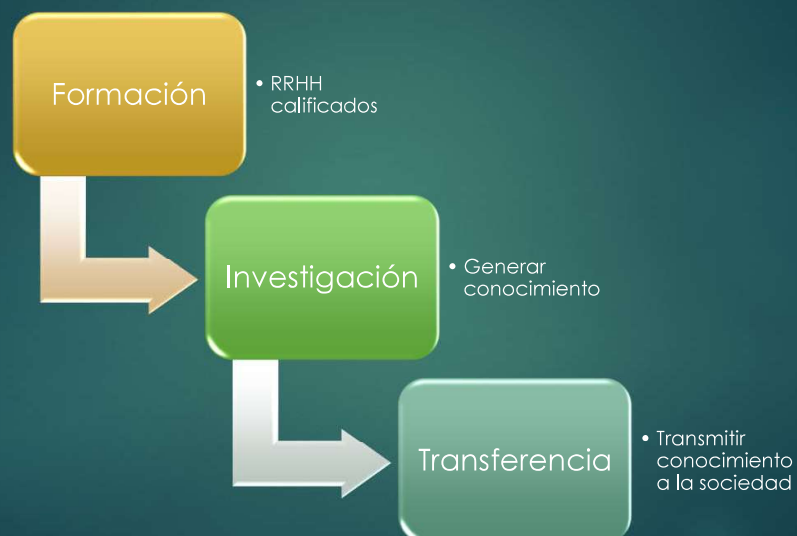 Formación
• RRHH
calificados
Investigación
• Generar
conocimiento
Transferencia
• Transmitir
conocimiento
a la sociedad